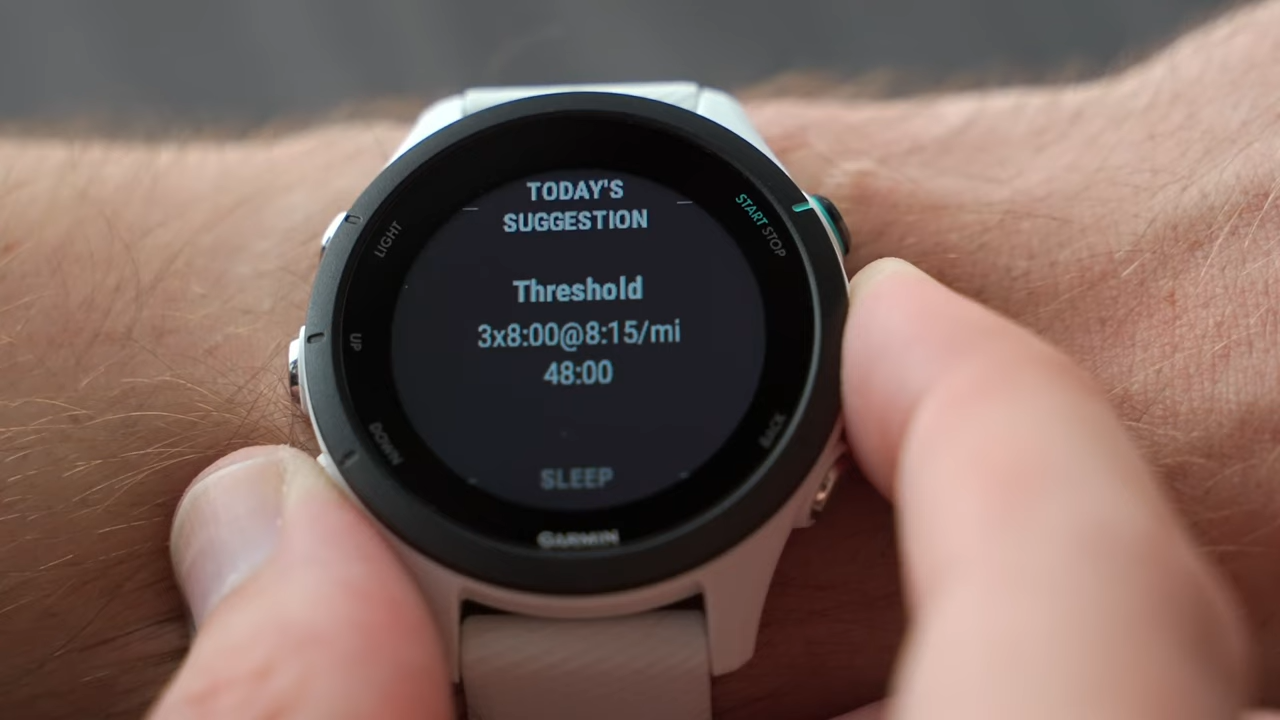 TODAY'S
SUGGESTION
START STOP
LIGHT
Threshold
3x8:00@8:15/mi
UP
48:00
DOWN
BACK
SLEEP
GARMIN